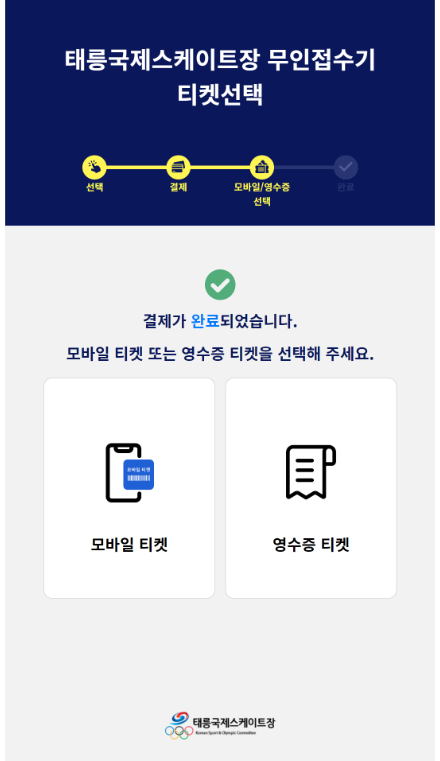 태릉국제스케이트장 무인접수기
티켓선택
선택
결제
모바일/영수증
선택
완료
결제가 완료되었습니다.
모바일 티켓 또는 영수증 티켓을 선택해 주세요.
모바일 티켓
모바일 티켓
영수증 티켓
태릉국제스케이트장
Korean Sport & Olympic Committee